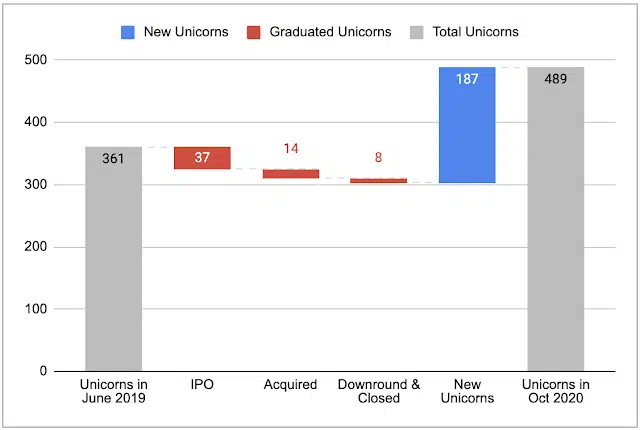 New Unicorns Graduated Unicorns Total Unicorns
500
400
300
200
100
0
361
37
14
8
187
489
Unicorns in
June 2019
IPO
Acquired
Downround &
Closed
New
Unicorns
Unicorns in
Oct 2020